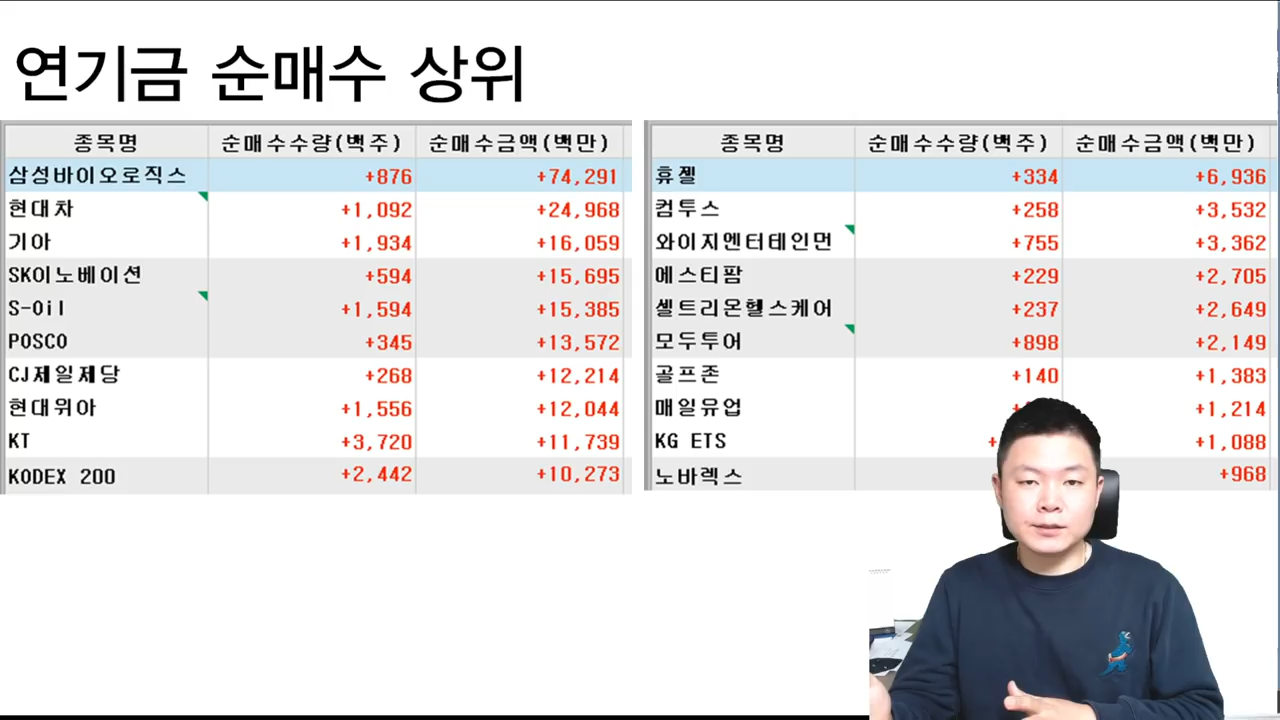 연기금 순매수 상위
종목명 순매수수량(백주) 순매수금액(백만)
삼성바이오로직스 +876 +74,291
현대차 +1,092 +24,968
기아 +1,934 +16,059
SK이노베이션 +594 +15,695
S-Oil +1,594 +15,385
POSCO +345 +13,572
CJ제일제당 +268 +12,214
현대위아 +1,556 +12,044
KT +3,720 +11,739
KODEX 200 +2,442 +10,273
종목명 순매수수량(백주) 순매수금액(백만)
휴젤 +334 +6,936
컴투스 +258 +3,532
와이지엔터테인먼 +755 +3,362
에스티팜 +229 +2,705
셀트리온헬스케어 +237 +2,649
모두투어 +898 +2,149
골프존 +140 +1,383
매일유업 +1,214
KG ETS +1,088
노바렉스 +968